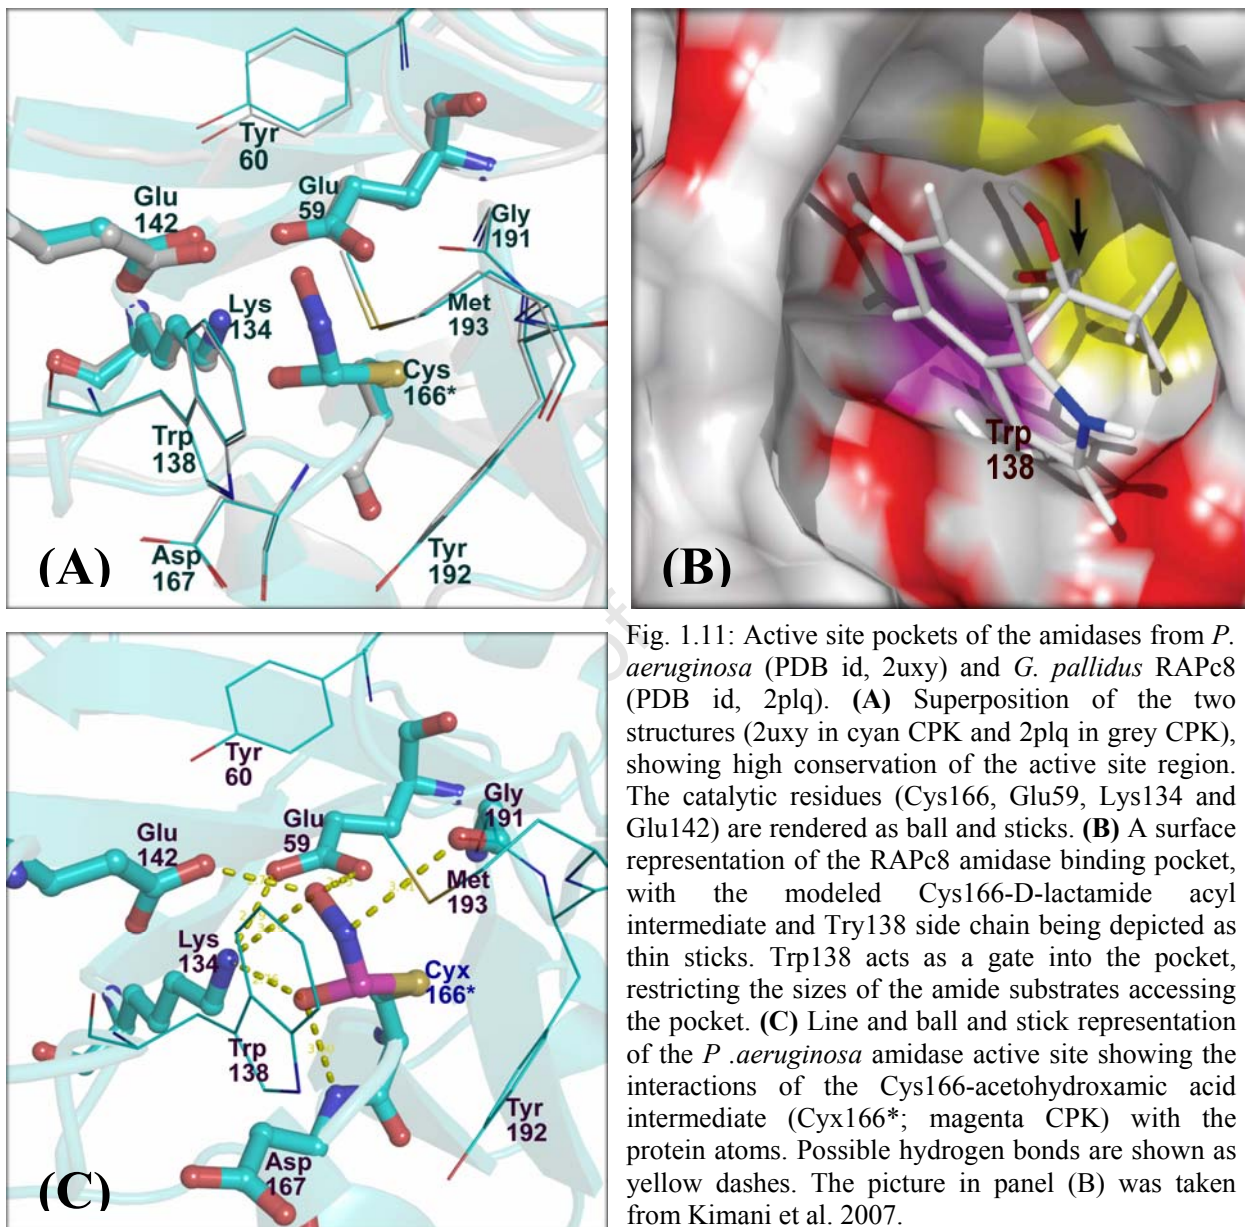 Tyr
60
Glu
142
Glu
59
Gly
191
Lys
134
Met
193
Cys
166*
Trp
138
Asp
167
Tyr
192
(A)
Trp
138
(B)
Tyr
60
Glu
59
Gly
191
Glu
142
Met
193
Lys
134
Cyx
166*
Trp
138
Tyr
192
Asp
167
(C)
Fig. 1.11: Active site pockets of the amidases from P.
aeruginosa (PDB id, 2uxy) and G. pallidus RAPc8
(PDB id, 2plq). (A) Superposition of the two
structures (2uxy in cyan CPK and 2plq in grey CPK),
showing high conservation of the active site region.
The catalytic residues (Cys166, Glu59, Lys134 and
Glu142) are rendered as ball and sticks. (B) A surface
representation of the RAPc8 amidase binding pocket,
with the modeled Cys166-D-lactamide acyl
intermediate and Try138 side chain being depicted as
thin sticks. Trp138 acts as a gate into the pocket,
restricting the sizes of the amide substrates accessing
the pocket. (C) Line and ball and stick representation
of the P .aeruginosa amidase active site showing the
interactions of the Cys166-acetohydroxamic acid
intermediate (Cyx166*; magenta CPK) with the
protein atoms. Possible hydrogen bonds are shown as
yellow dashes. The picture in panel (B) was taken
from Kimani et al. 2007.